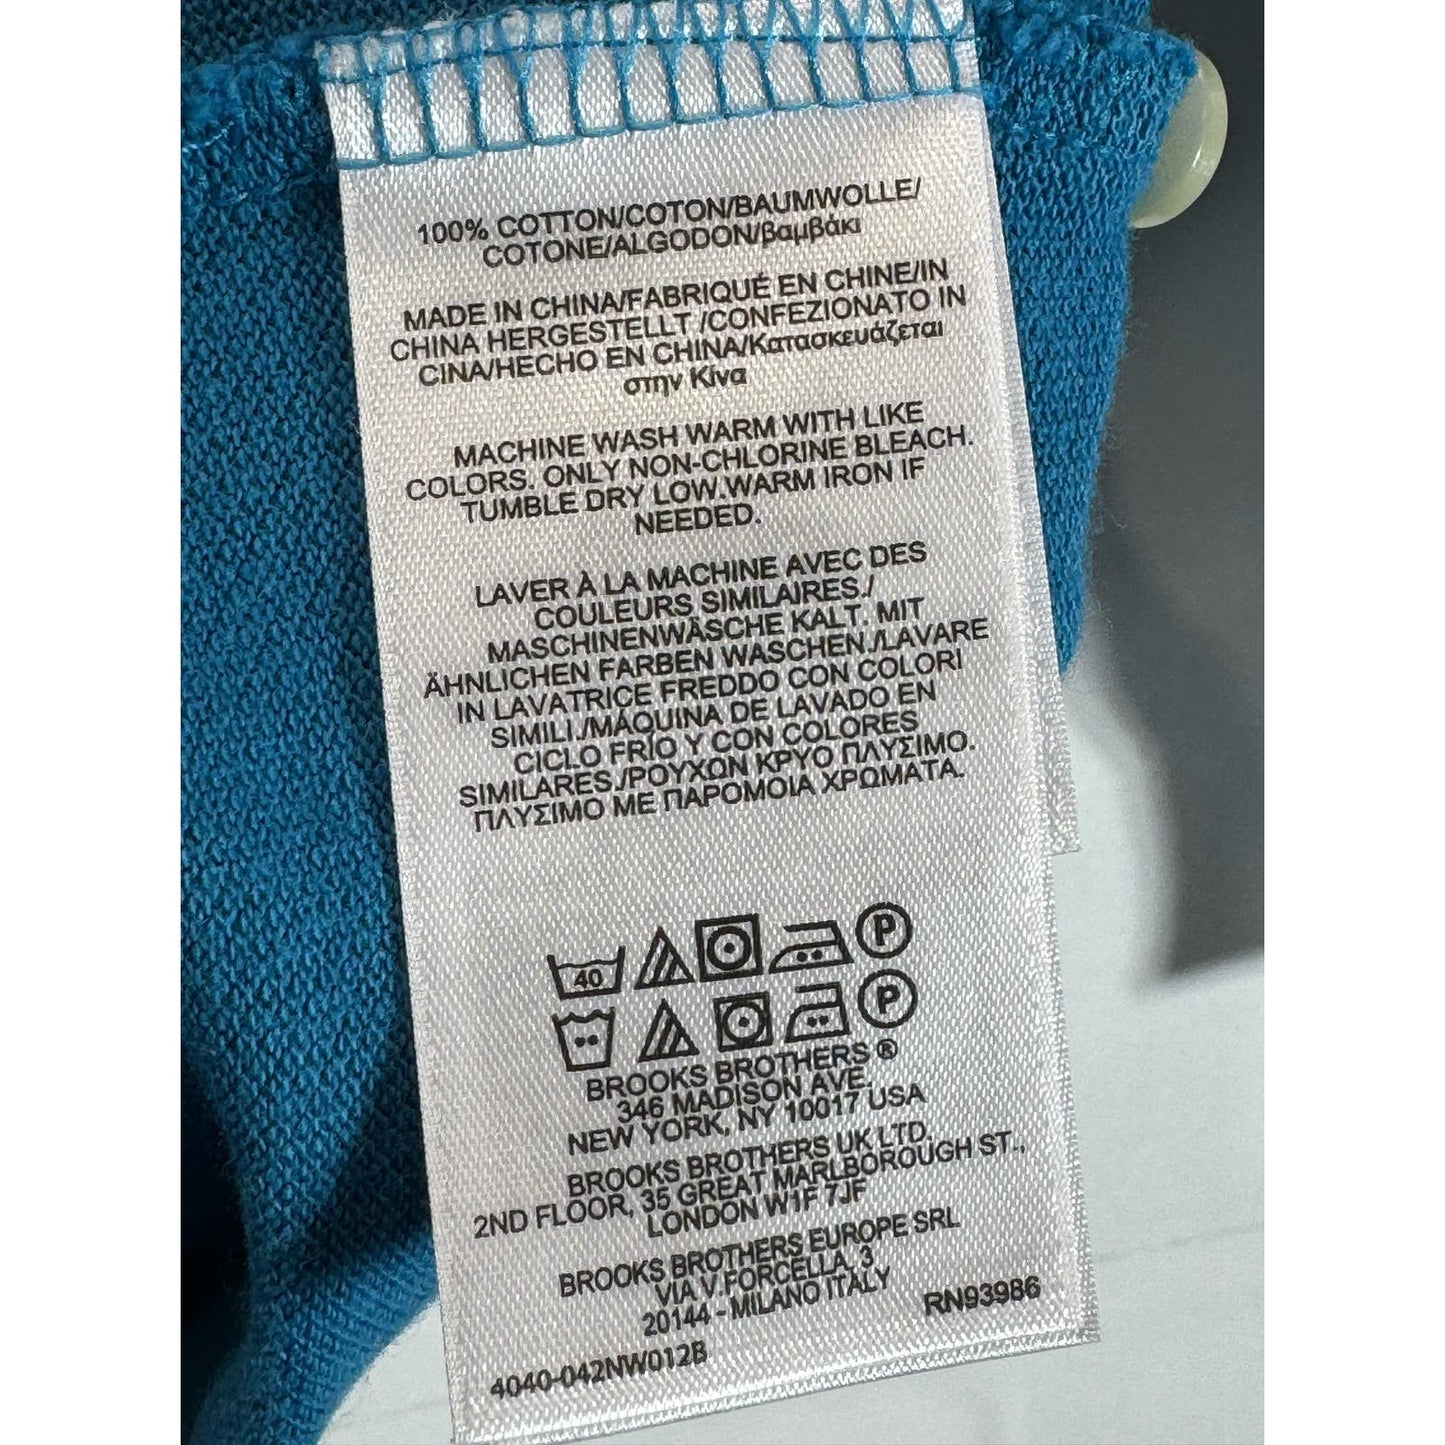 100% COTTON/COTON/BAUMWOLLE/
COTONE/ALGODON/βαμβάκι
MADE IN CHINA/FABRIQUÉ EN CHINE/IN
CHINA HERGESTELLT /CONFEZIONATO IN
CINA/HECHO EN CHINA/Κατασκευάζεται
στην Κίνα
MACHINE WASH WARM WITH LIKE
COLORS. ONLY NON-CHLORINE BLEACH.
TUMBLE DRY LOW.WARM IRON IF
NEEDED.
LAVER À LA MACHINE AVEC DES
COULEURS SIMILAIRES./
MASCHINENWÄSCHE KALT. MIT
ÄHNLICHEN FARBEN WASCHEN./LAVARE
IN LAVATRICE FREDDO CON COLORI
SIMILI./MÁQUINA DE LAVADO EN
CICLO FRÍO Y CON COLORES
SIMILARES./ΡΟΥΧΩΝ ΚΡΥΟ ΠΛΥΣΙΜΟ.
ΠΛΥΣΙΜΟ ΜΕ ΠΑΡΟΜΟΙΑ ΧΡΩΜΑΤΑ.
40 P
P
BROOKS BROTHERS ®
346 MADISON AVE.
NEW YORK, NY 10017 USA
BROOKS BROTHERS UK LTD.
2ND FLOOR, 35 GREAT MARLBOROUGH ST.,
LONDON W1F 7JF
BROOKS BROTHERS EUROPE SRL
VIA V.FORCELLA, 3
20144 - MILANO ITALY
RN93986
4040-042NW012B